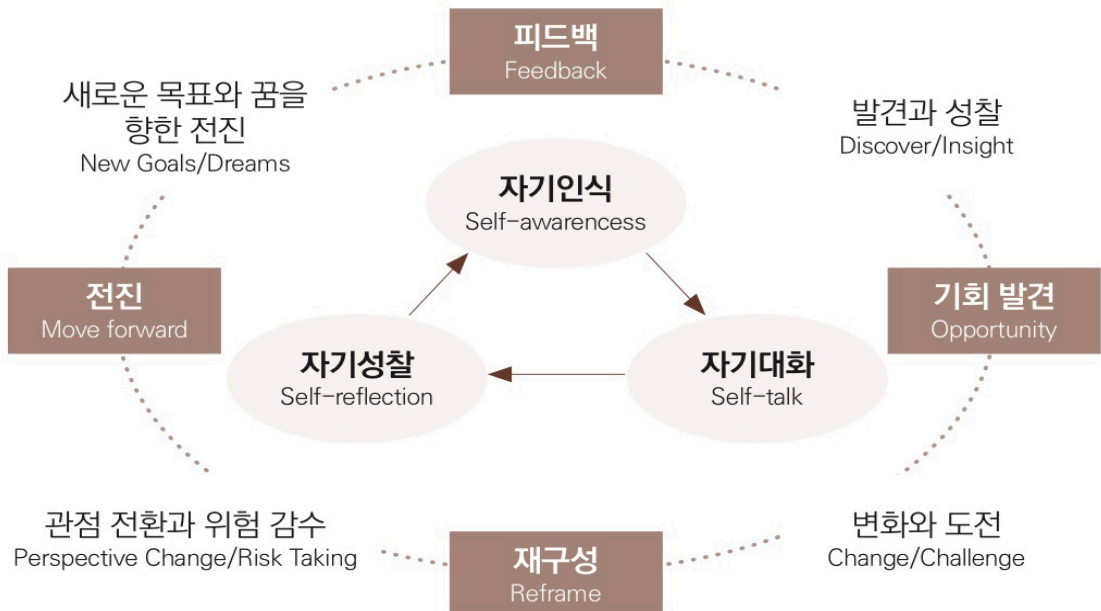 피드백
Feedback
새로운 목표와 꿈을
향한 전진
New Goals/Dreams
발견과 성찰
Discover/Insight
자기인식
Self-awarencess
전진
Move forward
기회 발견
Opportunity
자기성찰
Self-reflection
자기대화
Self-talk
관점 전환과 위험 감수
Perspective Change/Risk Taking
변화와 도전
Change/Challenge
재구성
Reframe